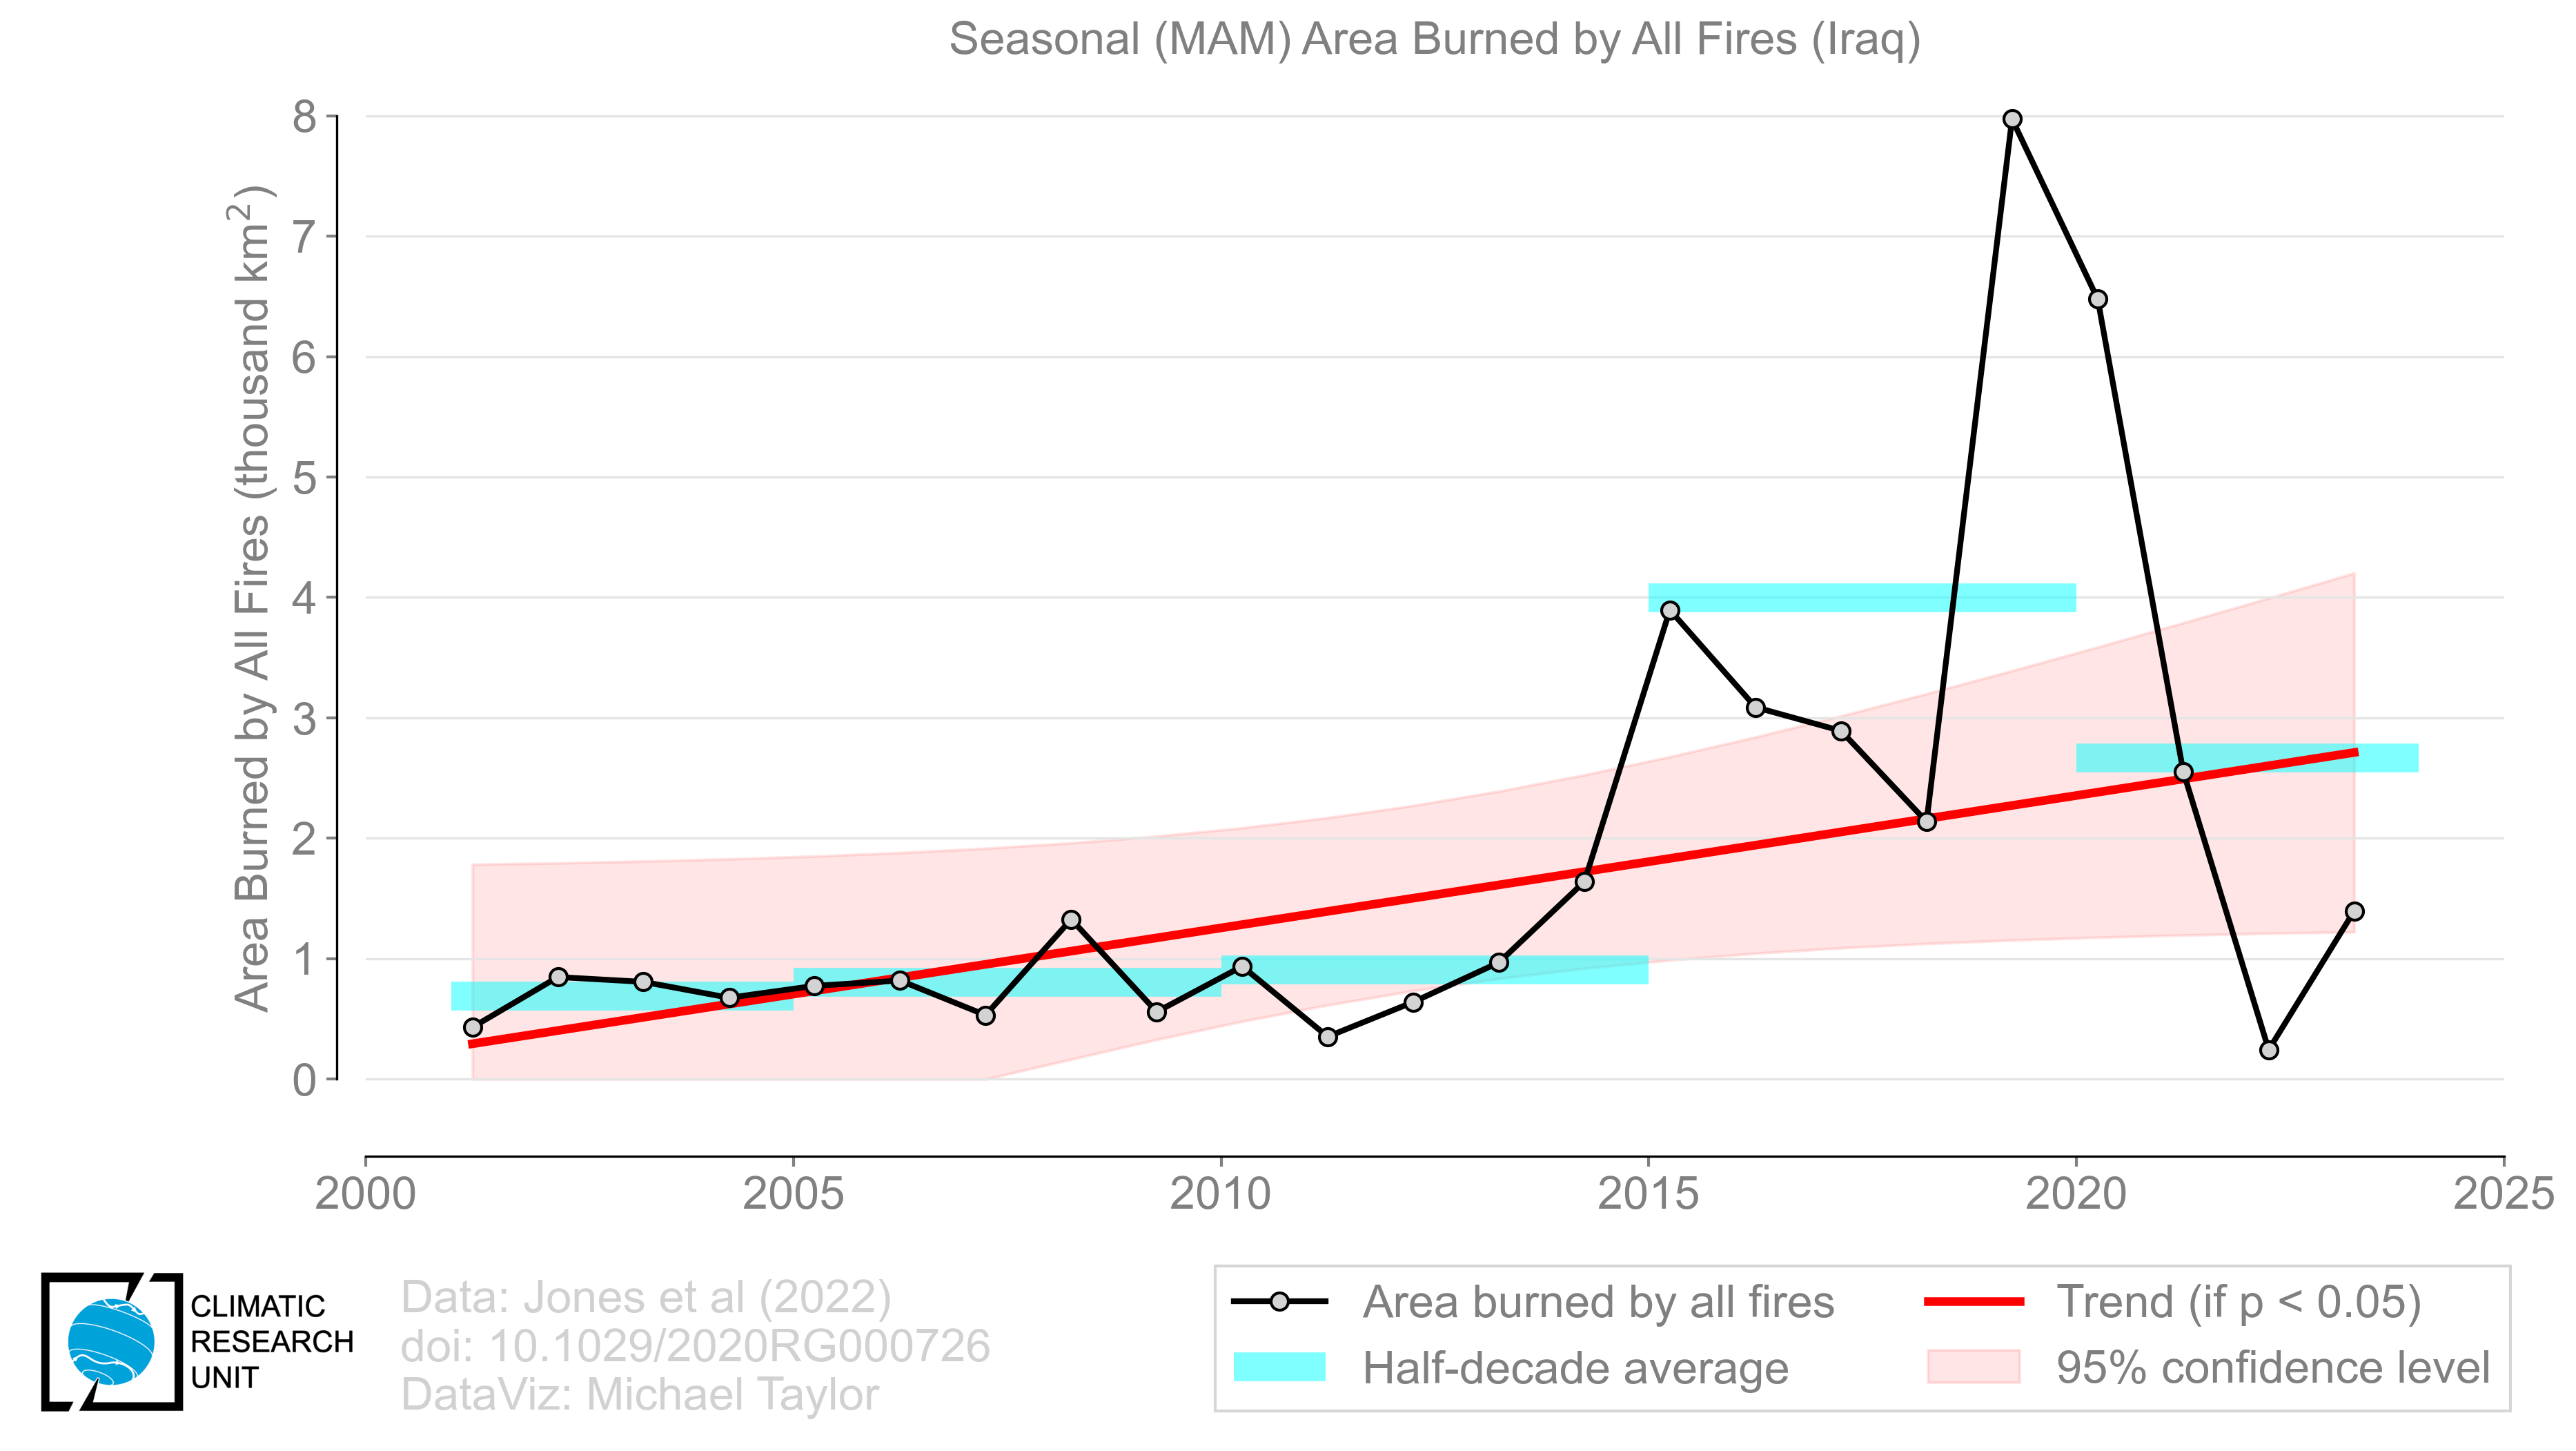 Seasonal (MAM) Area Burned by All Fires (Iraq)
Area Burned by All Fires (thousand km²)
8
7
6
5
4
3
2
1
0
2000 2005 2010 2015 2020 2025
CLIMATIC
RESEARCH
UNIT
Data: Jones et al (2022)
doi: 10.1029/2020RG000726
DataViz: Michael Taylor
Area burned by all fires
Half-decade average
Trend (if p < 0.05)
95% confidence level